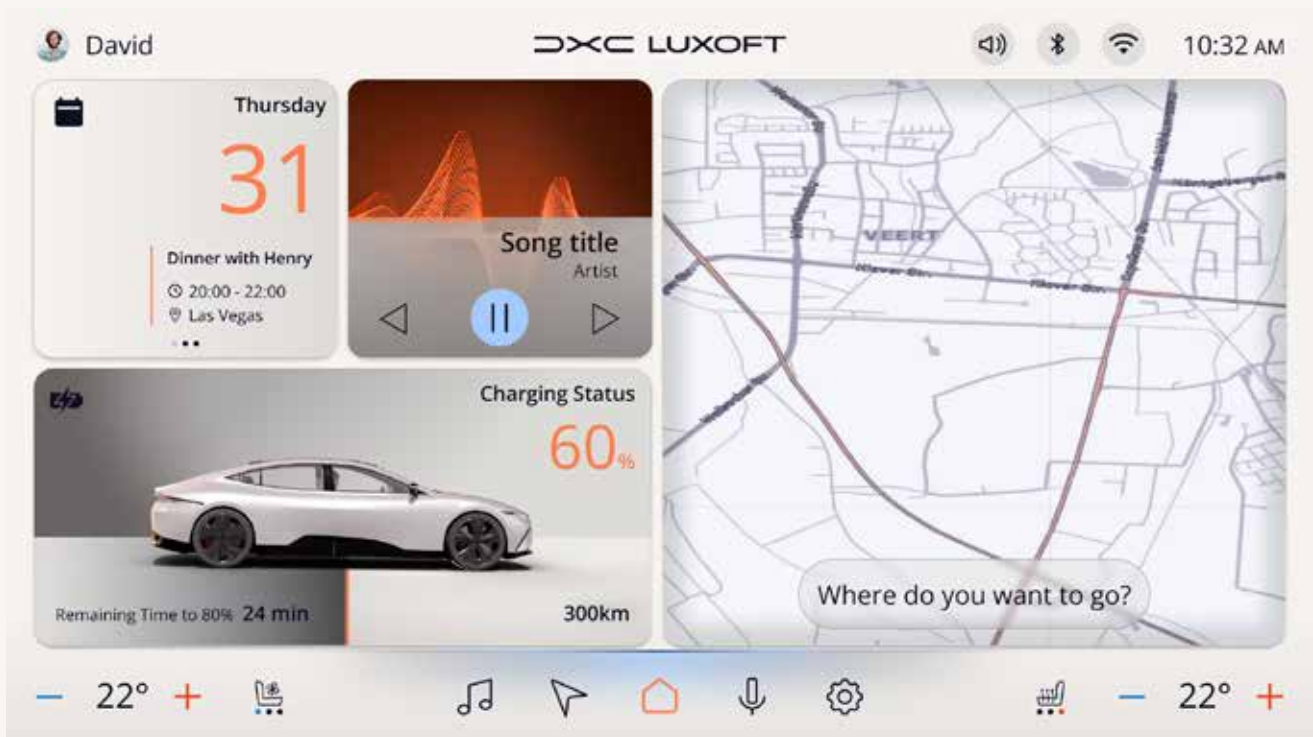 David
DXC LUXOFT
10:32 AM
Thursday
31
Dinner with Henry
20:00 - 22:00
Las Vegas
Song title
Artist
VEERT
Charging Status
60%
Remaining Time to 80% 24 min
300km
Where do you want to go?
22°
22°